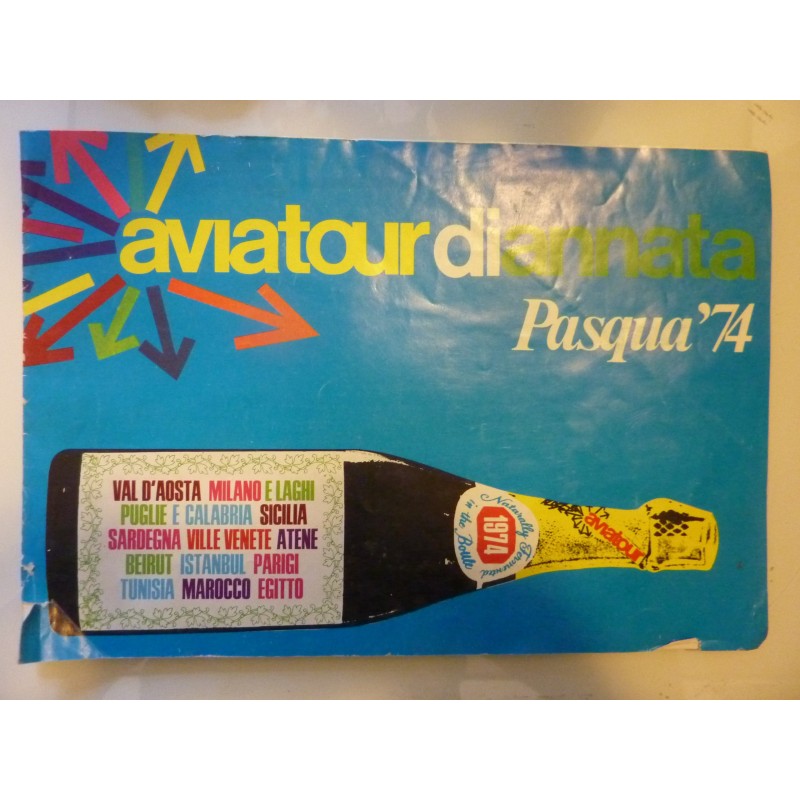 aviatour di annata
Pasqua '74
VAL D'AOSTA MILANO E LAGHI
PUGLIE E CALABRIA SICILIA
SARDEGNA VILLE VENETE ATENE
BEIRUT ISTANBUL PARIGI
TUNISIA MAROCCO EGITTO
Naturally Fermented
1974
in the Bottle
aviatour